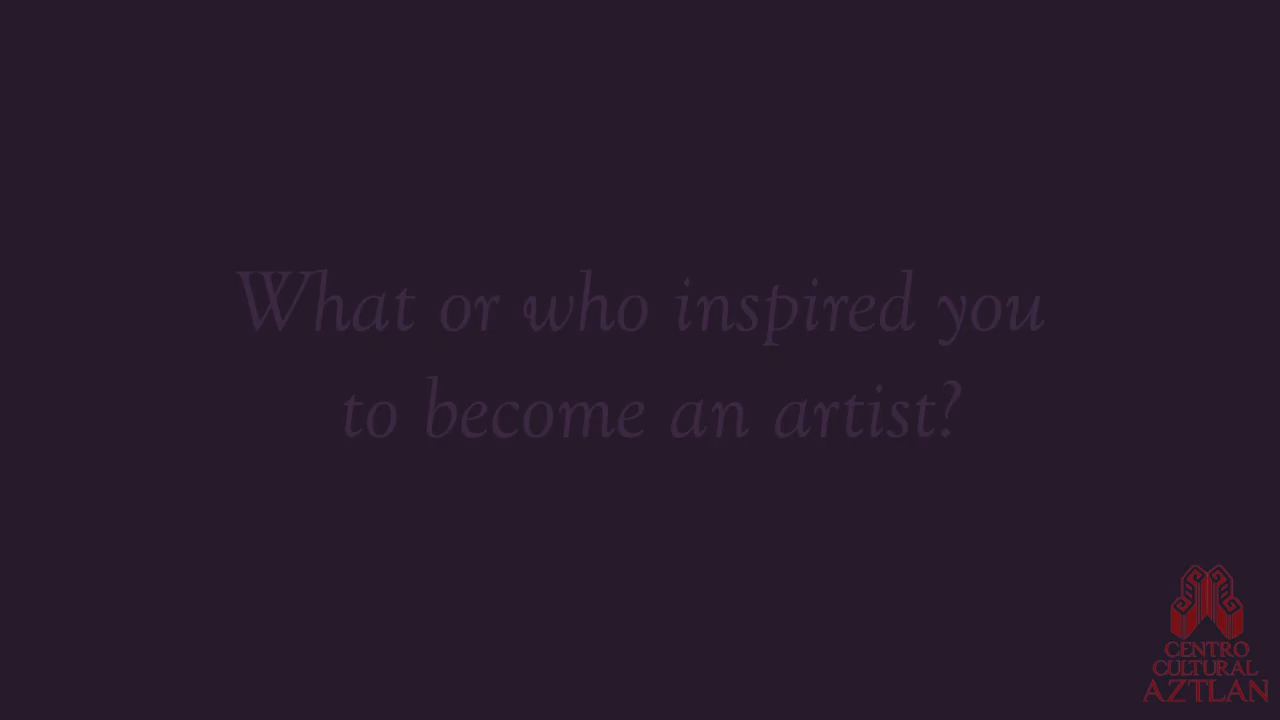 What or who inspired you
to become an artist?
CENTRO
CULTURAL
AZTLAN